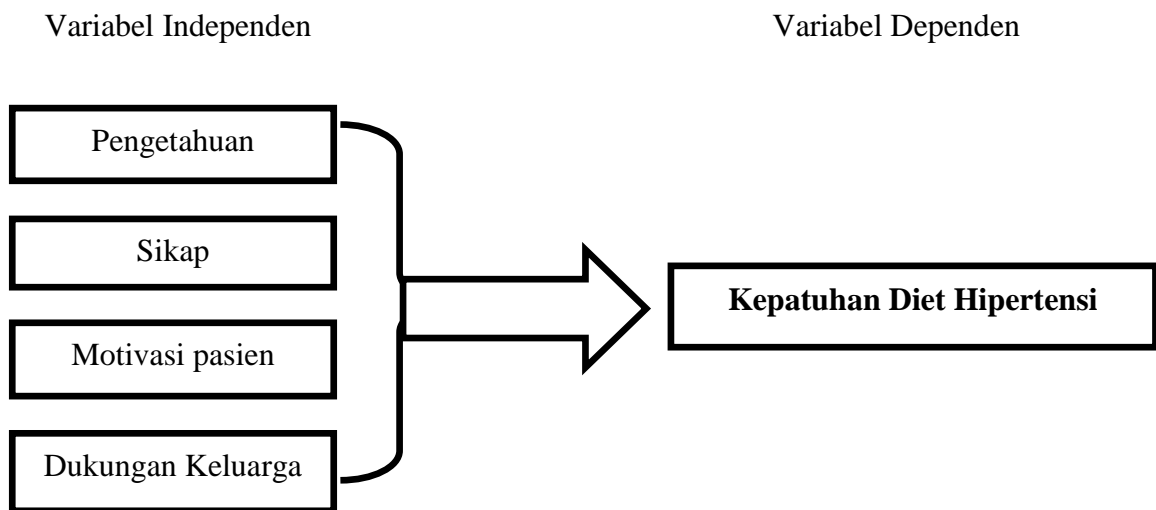 Variabel Independen
Variabel Dependen
Pengetahuan
Sikap
Motivasi pasien
Dukungan Keluarga
Kepatuhan Diet Hipertensi